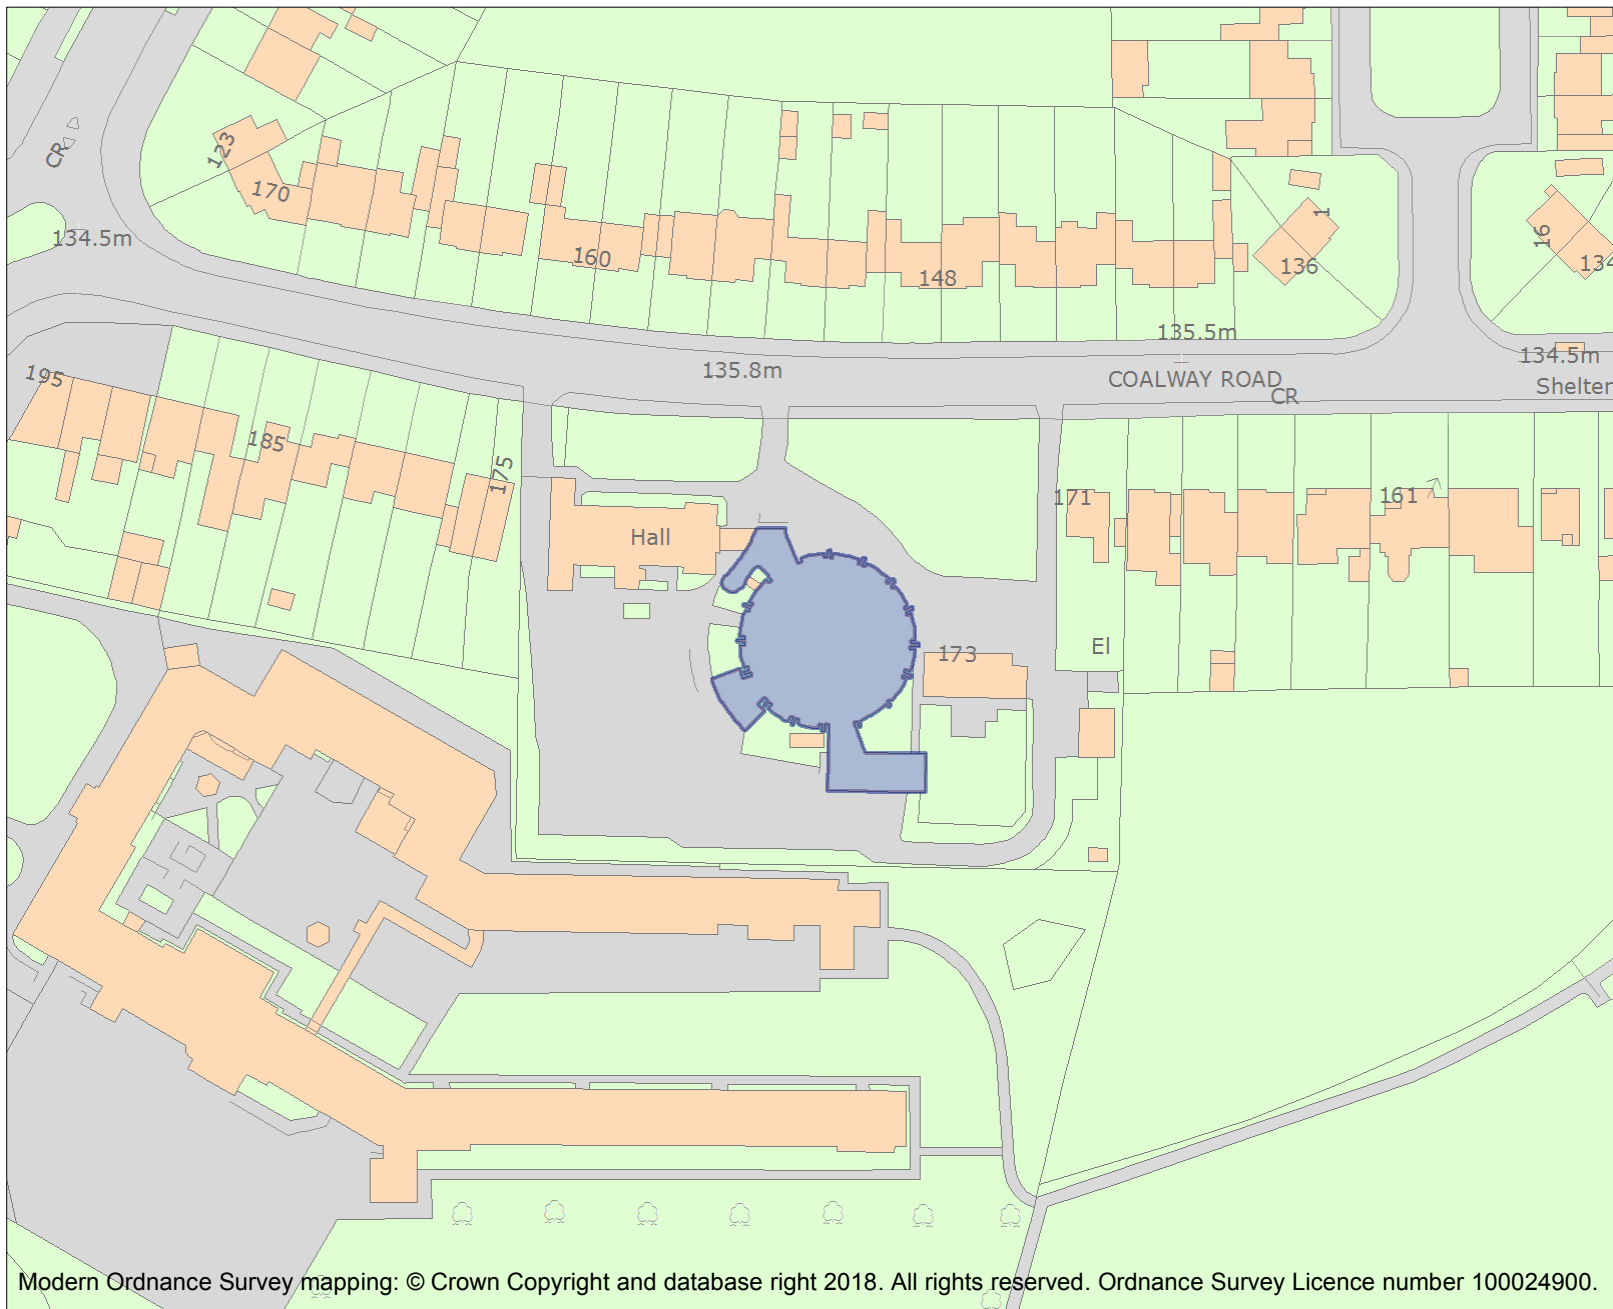 123
CR
170
134.5m
160
148
1
136
16
134
135.5m
134.5m
135.8m
COALWAY ROAD
Shelter
CR
195
185
175
171
161
Hall
El
173
Modern Ordnance Survey mapping: © Crown Copyright and database right 2018. All rights reserved. Ordnance Survey Licence number 100024900.